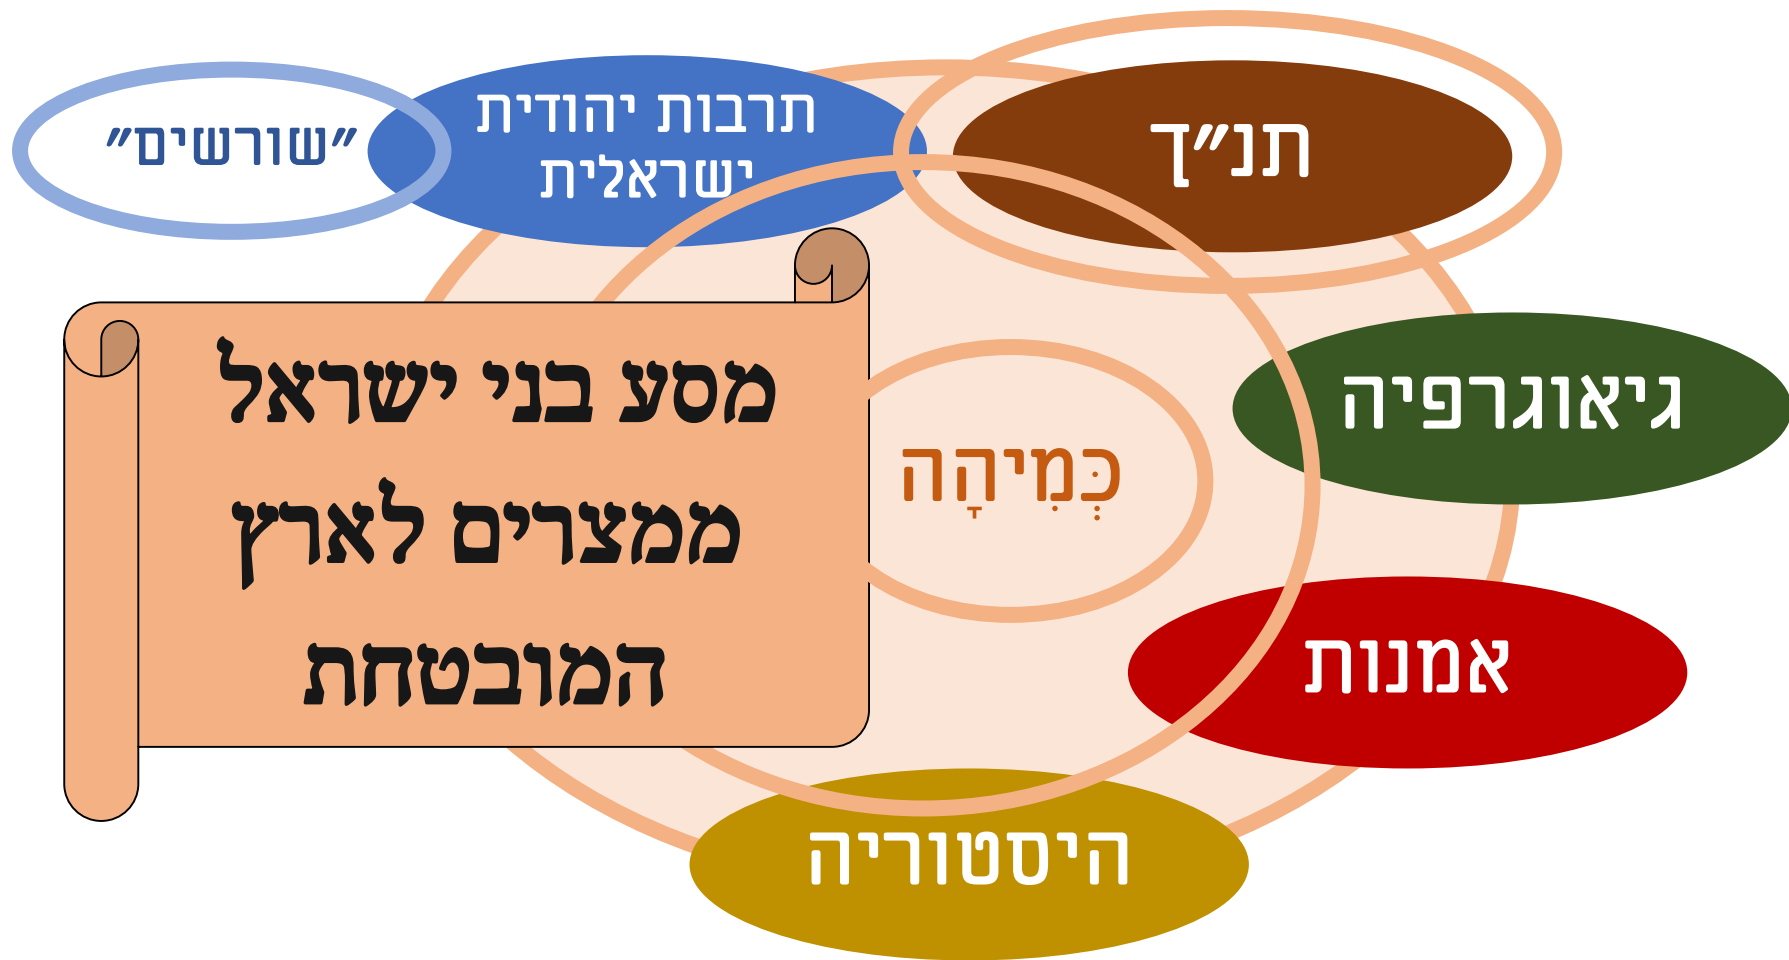 תנ״ך
תרבות יהודית
ישראלית
״שורשים״
מסע בני ישראל
ממצרים לארץ
המובטחת
כְּמִיהָה
גיאוגרפיה
אמנות
היסטוריה